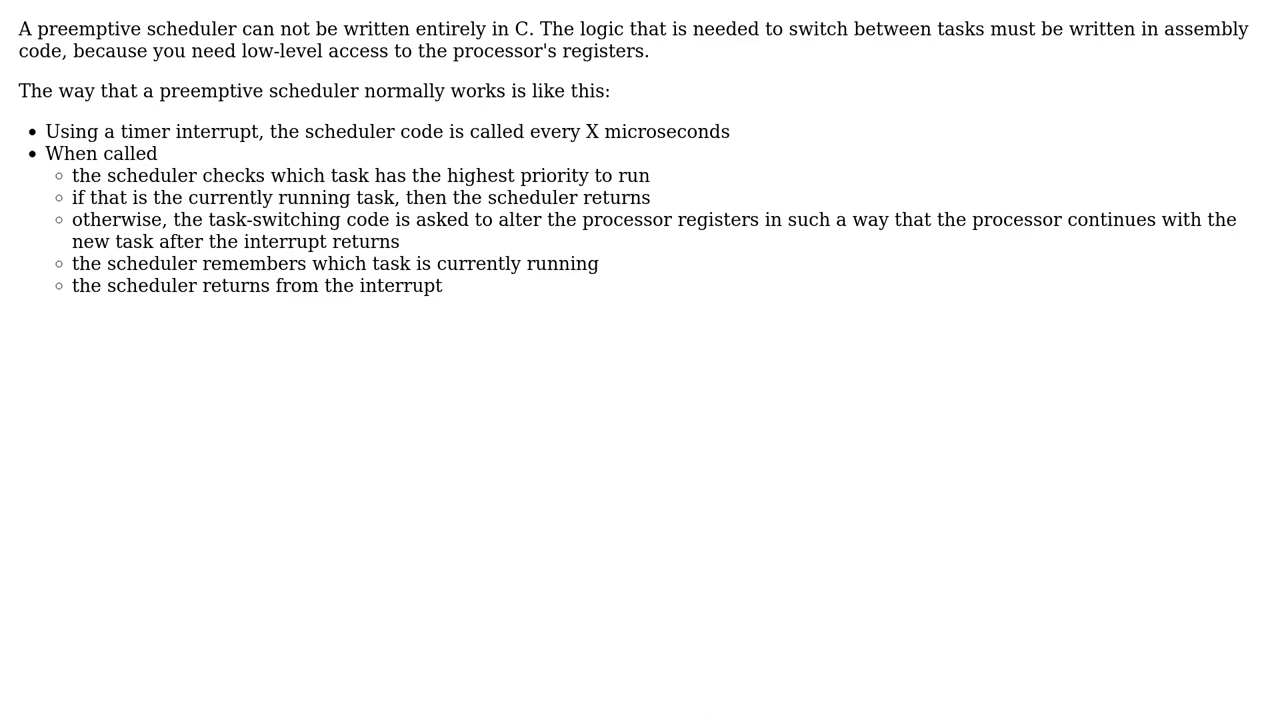 A preemptive scheduler can not be written entirely in C. The logic that is needed to switch between tasks must be written in assembly
code, because you need low-level access to the processor's registers.
The way that a preemptive scheduler normally works is like this:
• Using a timer interrupt, the scheduler code is called every X microseconds
• When called
◦ the scheduler checks which task has the highest priority to run
◦ if that is the currently running task, then the scheduler returns
◦ otherwise, the task-switching code is asked to alter the processor registers in such a way that the processor continues with the
new task after the interrupt returns
◦ the scheduler remembers which task is currently running
◦ the scheduler returns from the interrupt